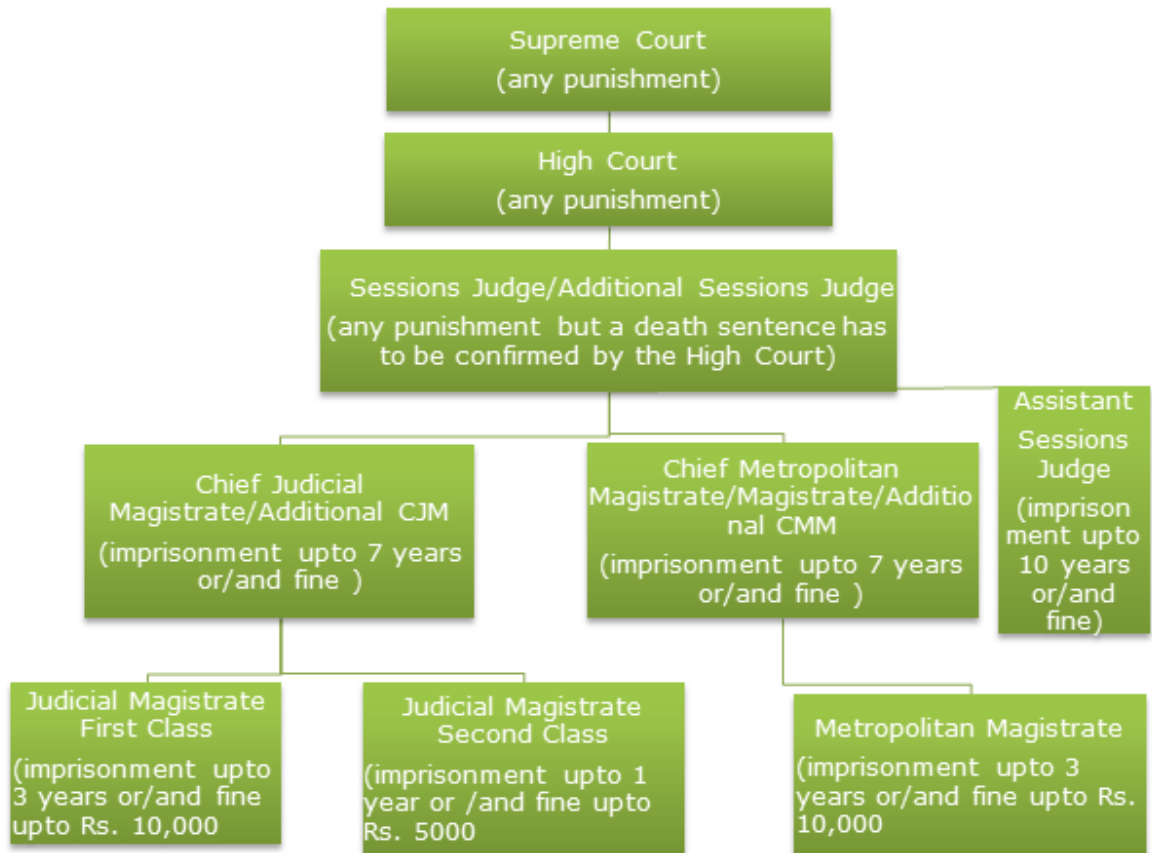 Supreme Court
(any punishment)
High Court
(any punishment)
Sessions Judge/Additional Sessions Judge
(any punishment but a death sentence has
to be confirmed by the High Court)
Assistant
Sessions
Judge
(imprison
ment upto
10 years
or/and
fine)
Chief Judicial
Magistrate/Additional CJM
(imprisonment upto 7 years
or/and fine )
Chief Metropolitan
Magistrate/Magistrate/Additio
nal CMM
(imprisonment upto 7 years
or/and fine )
Judicial Magistrate
First Class
(imprisonment upto
3 years or/and fine
upto Rs. 10,000
Judicial Magistrate
Second Class
(imprisonment upto 1
year or /and fine upto
Rs. 5000
Metropolitan Magistrate
(imprisonment upto 3
years or/and fine upto Rs.
10,000